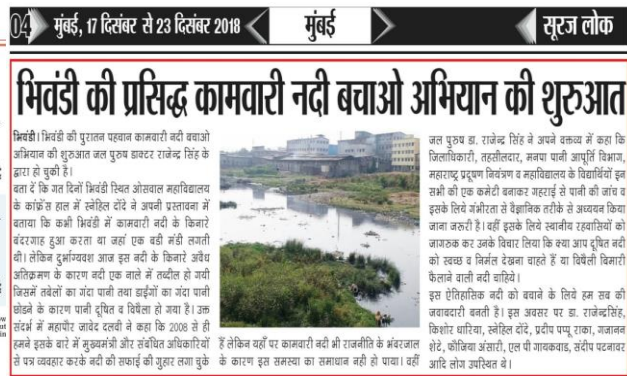 04
मुंबई, 17 दिसंबर से 23 दिसंबर 2018
मुंबई
सूरज लोक
भिवंडी की प्रसिद्ध कामवारी नदी बचाओ अभियान की शुरुआत
भिवंडी। भिवंडी की पुरातन पहचान कामवारी नदी बचाओ
अभियान की शुरुआत जल पुरुष डाक्टर राजेन्द्र सिंह के
द्वारा हो चुकी है।
बता दें कि गत दिनों भिवंडी स्थित ओसवाल महाविद्यालय
के कांफ्रेंस हाल में स्नेहिल दोंदे ने अपनी प्रस्तावना में
बताया कि कभी भिवंडी में कामवारी नदी के किनारे
बंदरगाह हुआ करता था जहां एक बडी मंडी लगती
थी। लेकिन दुर्भाग्यवश आज इस नदी के किनारे अवैध
अतिक्रमण के कारण नदी एक नाले में तब्दील हो गयी
जिसमें तबेलों का गंदा पानी तथा डाईंगों का गंदा पानी
छोडने के कारण पानी दूषित व विषैला हो गया है। उक्त
संदर्भ में महापौर जावेद दलवी ने कहा कि 2008 से ही
हमने इसके बारे में मुख्यमंत्री और संबंधित अधिकारियों
से पत्र व्यवहार करके नदी की सफाई की गुहार लगा चुके
हैं लेकिन यहाँ पर कामवारी नदी भी राजनीति के भंवरजाल
के कारण इस समस्या का समाधान नही हो पाया। वहीं
जल पुरुष डा. राजेन्द्र सिंह ने अपने वक्तव्य में कहा कि
जिलाधिकारी, तहसीलदार, मनपा पानी आपूर्ति विभाग,
महाराष्ट्र प्रदूषण नियंत्रण व महाविद्यालय के विद्यार्थियों इन
सभी की एक कमेटी बनाकर गहराई से पानी की जांच व
इसके लिये गंभीरता से वैज्ञानिक तरीके से अध्ययन किया
जाना जरूरी है। वहीं इसके लिये स्थानीय रहवासियों को
जागरुक कर उनके विचार लिया कि क्या आप दूषित नदी
को स्वच्छ व निर्मल देखना चाहते हैं या विषैली बिमारी
फैलाने वाली नदी चाहिये।
इस ऐतिहासिक नदी को बचाने के लिये हम सब की
जवाबदारी बनती है। इस अवसर पर डा. राजेन्द्रसिंह,
किशोर धारिया, स्नेहिल दोंदे, प्रदीप पप्पू राका, गजानन
शेटे, फौजिया अंसारी, एल पी गायकवाड, संदीप पटनावर
आदि लोग उपस्थित थे।